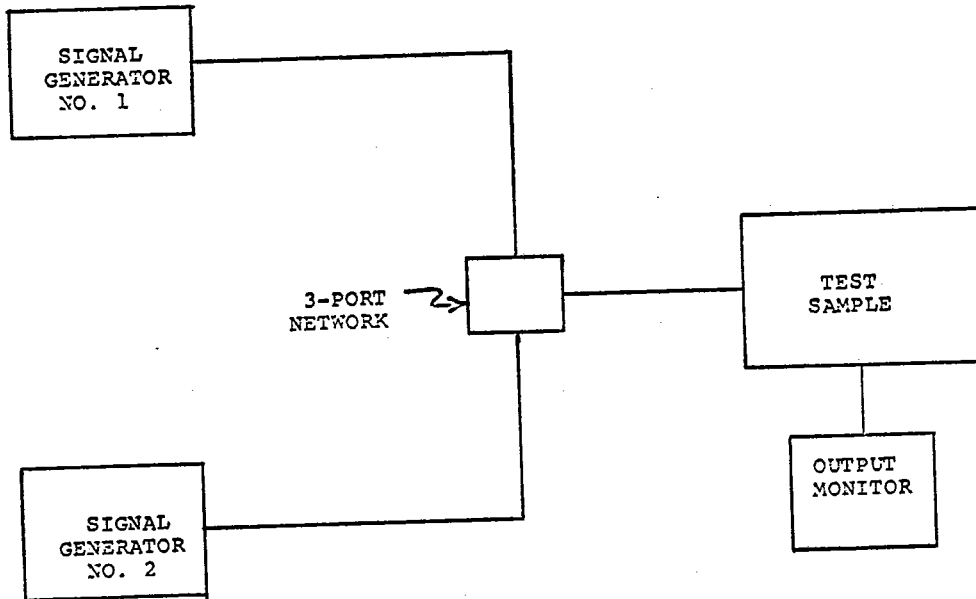 SIGNAL
GENERATOR
NO. 1
3-PORT
NETWORK
TEST
SAMPLE
OUTPUT
MONITOR
SIGNAL
GENERATOR
NO. 2